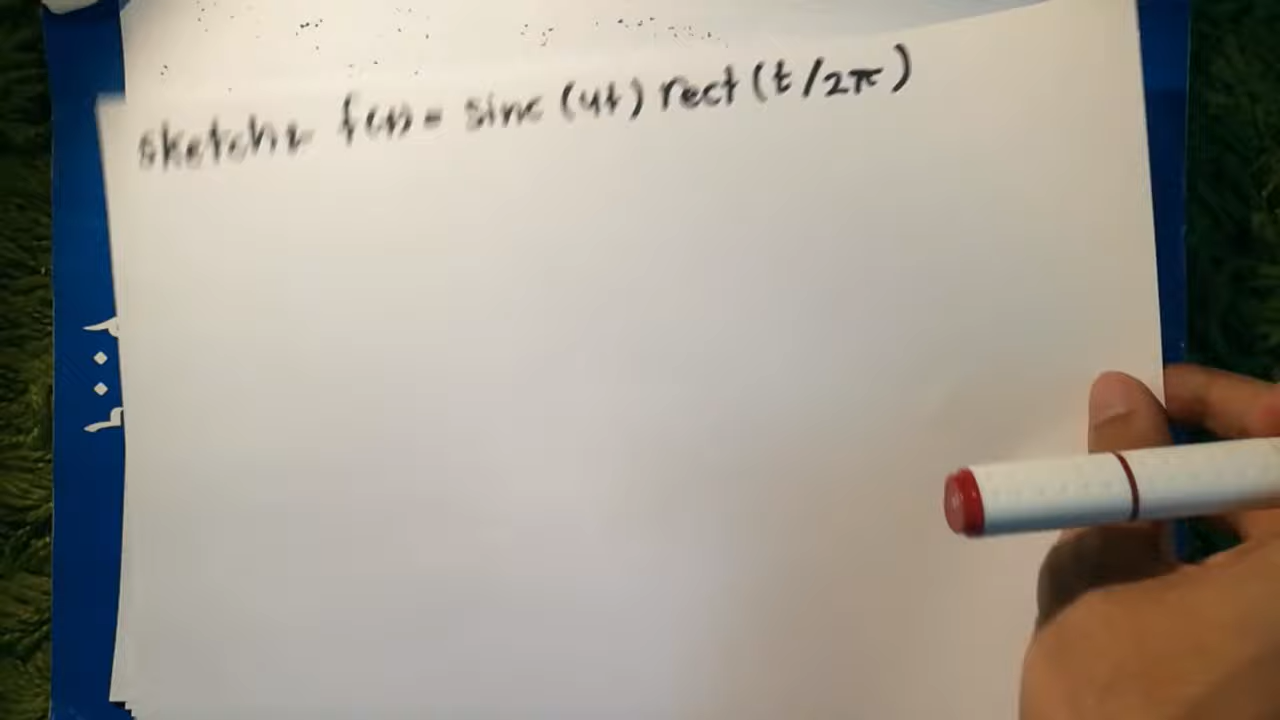 sketch: f(t) = sinc (4t) rect (t/2π)